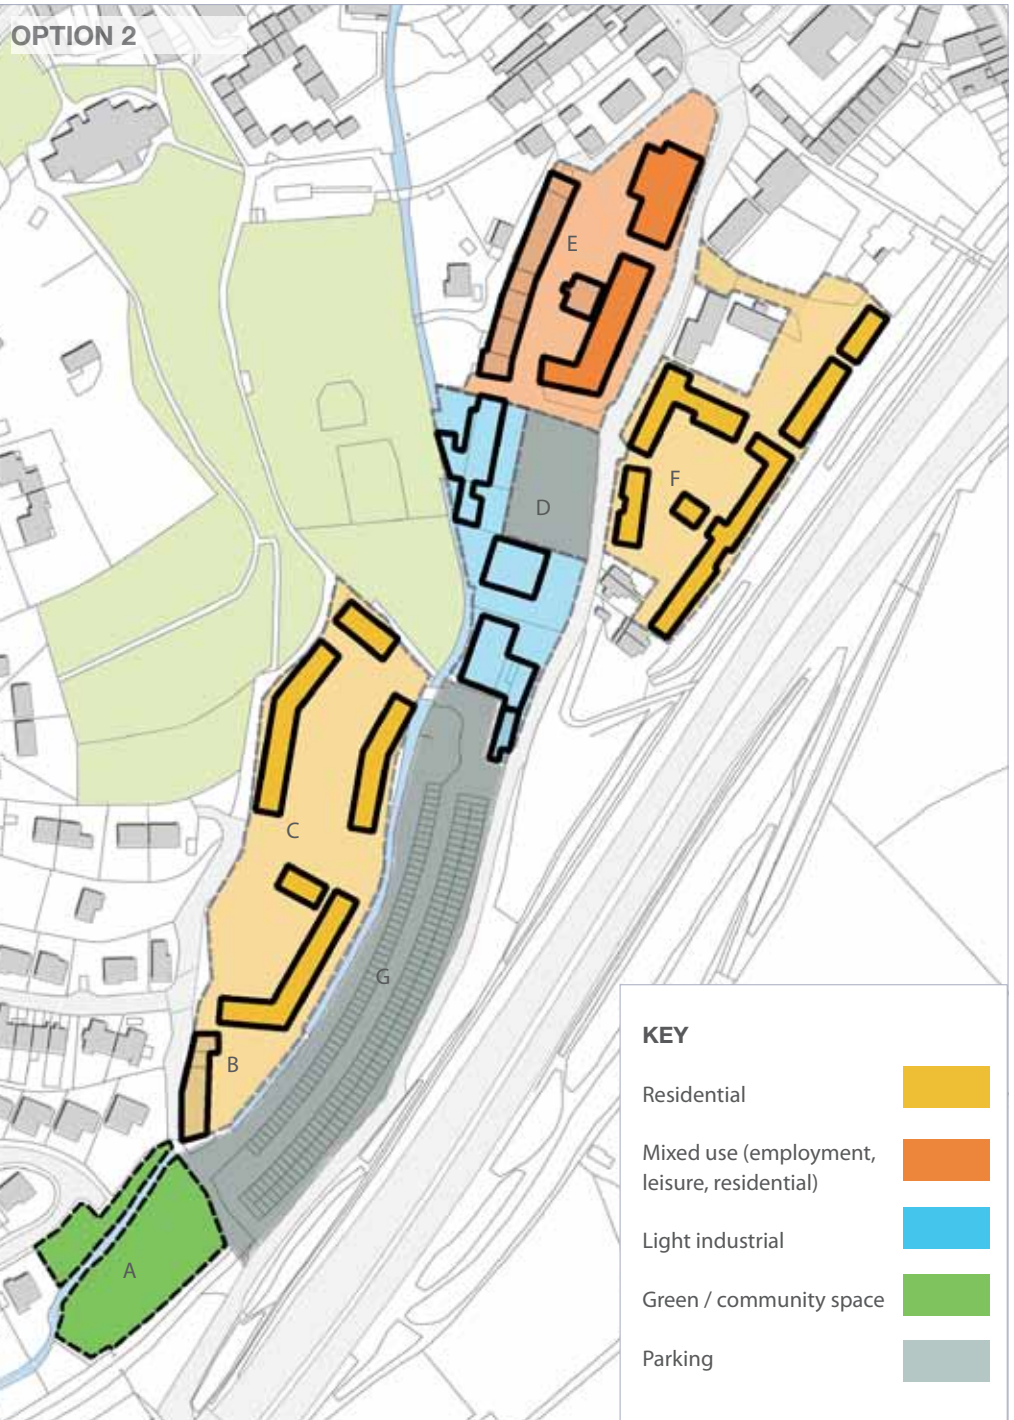 OPTION 2
E
F
D
C
G
B
A
KEY
Residential
Mixed use (employment,
leisure, residential)
Light industrial
Green / community space
Parking